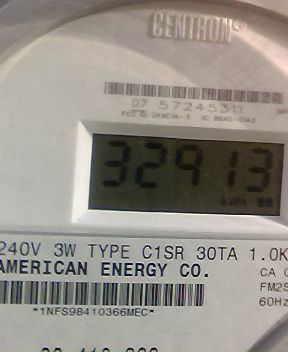 CENTRON®
07 57245311
32913
kWh
240V 3W TYPE C1SR 30TA 1.0K
AMERICAN ENERGY CO.
CA 0
FM2S
60Hz
*1NFS98410366MEC*